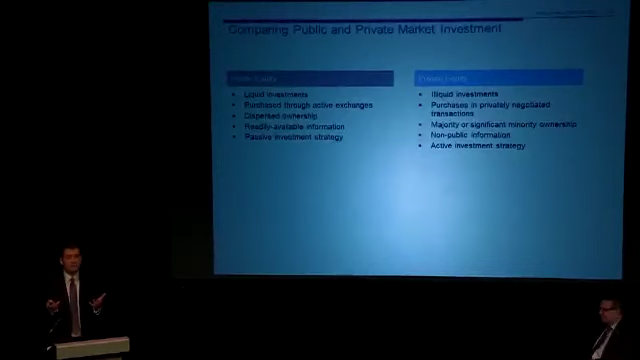 Comparing Public and Private Market Investment
Public Equity
Liquid investments
Purchased through active exchanges
Dispersed ownership
Readily-available information
Passive investment strategy
Private Equity
Illiquid investments
Purchases in privately negotiated
transactions
Majority or significant minority ownership
Non-public information
Active investment strategy